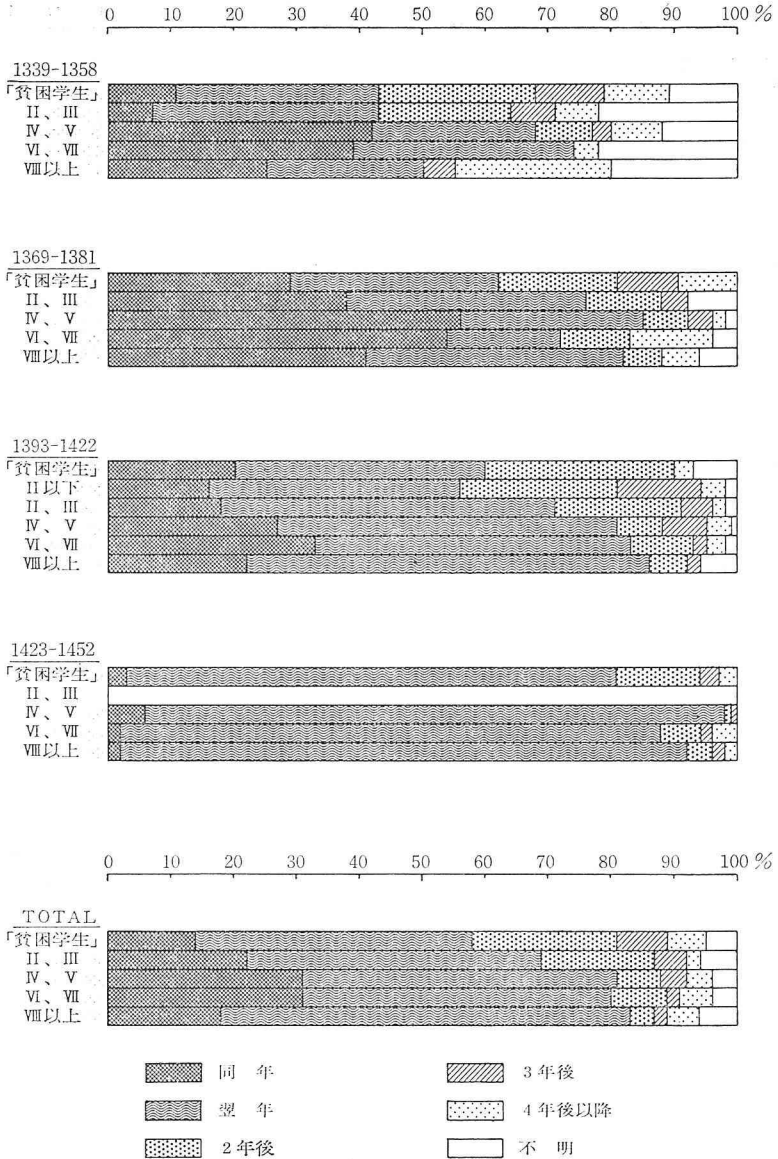 0 10 20 30 40 50 60 70 80 90 100 %
1339-1358
「貧困学生」
Ⅱ、Ⅲ
Ⅳ、Ⅴ
Ⅵ、Ⅶ
Ⅷ以上
1369-1381
「貧困学生」
Ⅱ、Ⅲ
Ⅳ、Ⅴ
Ⅵ、Ⅶ
Ⅷ以上
1393-1422
「貧困学生」
Ⅱ以下
Ⅱ、Ⅲ
Ⅳ、Ⅴ
Ⅵ、Ⅶ
Ⅷ以上
1423-1452
「貧困学生」
Ⅱ、Ⅲ
Ⅳ、Ⅴ
Ⅵ、Ⅶ
Ⅷ以上
0 10 20 30 40 50 60 70 80 90 100 %
TOTAL
「貧困学生」
Ⅱ、Ⅲ
Ⅳ、Ⅴ
Ⅵ、Ⅶ
Ⅷ以上
同 年
翌 年
2年後
3年後
4年後以降
不 明